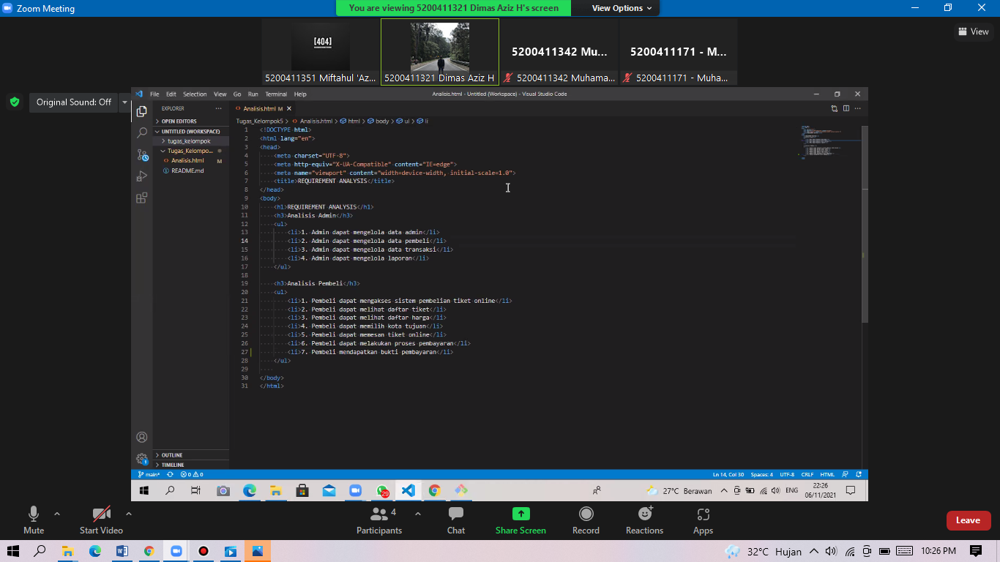 Zoom Meeting
You are viewing 5200411321 Dimas Aziz H's screen
View Options
View
[404]
5200411351 Miftahul 'Az...
5200411321 Dimas Aziz H
5200411342 Mu...
5200411342 Muhama...
5200411171 - M...
5200411171 - Muha...
Original Sound: Off
File Edit Selection View Go Run Terminal Help
Analisis.html - Untitled (Workspace) - Visual Studio Code
EXPLORER
OPEN EDITORS
UNTITLED (WORKSPACE)
tugas_kelompok
Tugas_Kelompo...
Analisis.html M
README.md
OUTLINE
TIMELINE
Analisis.html M
Tugas_Kelompok5 > Analisis.html > html > body > ul > li
1 <!DOCTYPE html>
2 <html lang="en">
3 <head>
4 <meta charset="UTF-8">
5 <meta http-equiv="X-UA-Compatible" content="IE=edge">
6 <meta name="viewport" content="width=device-width, initial-scale=1.0">
7 <title>REQUIREMENT ANALYSIS</title>
8 </head>
9 <body>
10 <h1>REQUIREMENT ANALYSIS</h1>
11 <h3>Analisis Admin</h3>
12 <ul>
13 <li>1. Admin dapat mengelola data admin</li>
14 <li>2. Admin dapat mengelola data pembeli</li>
15 <li>3. Admin dapat mengelola data transaksi</li>
16 <li>4. Admin dapat mengelola laporan</li>
17 </ul>
18
19 <h3>Analisis Pembeli</h3>
20 <ul>
21 <li>1. Pembeli dapat mengakses sistem pembelian tiket online</li>
22 <li>2. Pembeli dapat melihat daftar tiket</li>
23 <li>3. Pembeli dapat melihat daftar harga</li>
24 <li>4. Pembeli dapat memilih kota tujuan</li>
25 <li>5. Pembeli dapat memesan tiket online</li>
26 <li>6. Pembeli dapat melakukan proses pembayaran</li>
27 <li>7. Pembeli mendapatkan bukti pembayaran</li>
28 </ul>
29
30 </body>
31 </html>
main* 0 0
Ln 14, Col 30 Spaces: 4 UTF-8 CRLF HTML
29
27°C Berawan
ENG
22:26
06/11/2021
Mute
Start Video
Participants 4
Chat
Share Screen
Record
Reactions
Apps
Leave
32°C Hujan
10:26 PM